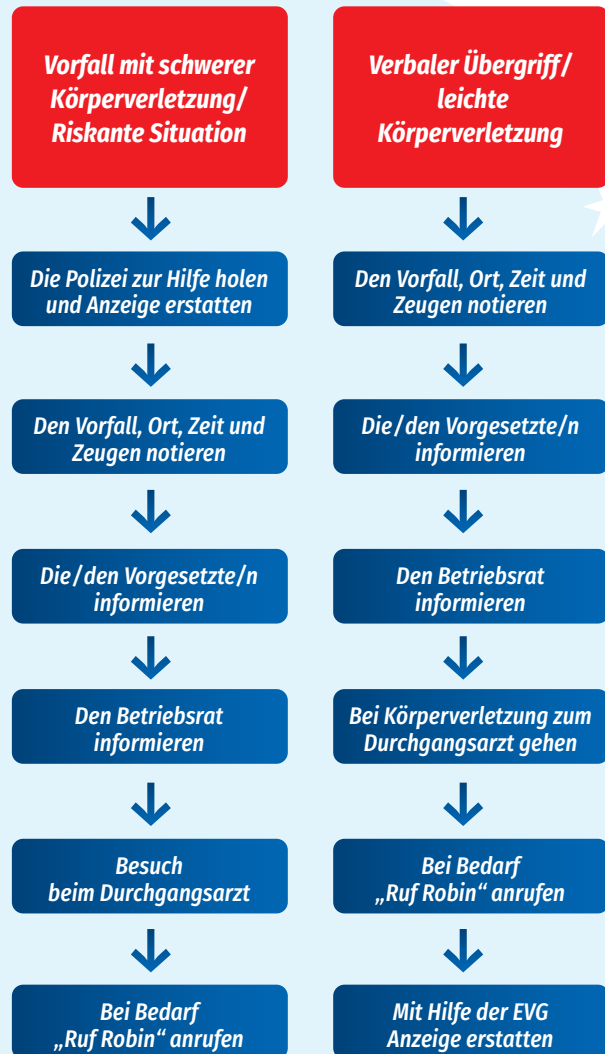 Vorfall mit schwerer
Körperverletzung/
Riskante Situation
Die Polizei zur Hilfe holen
und Anzeige erstatten
Den Vorfall, Ort, Zeit und
Zeugen notieren
Die/den Vorgesetzte/n
informieren
Den Betriebsrat
informieren
Besuch
beim Durchgangsarzt
Bei Bedarf
„Ruf Robin“ anrufen
Verbaler Übergriff/
leichte
Körperverletzung
Den Vorfall, Ort, Zeit und
Zeugen notieren
Die/den Vorgesetzte/n
informieren
Den Betriebsrat
informieren
Bei Körperverletzung zum
Durchgangsarzt gehen
Bei Bedarf
„Ruf Robin“ anrufen
Mit Hilfe der EVG
Anzeige erstatten